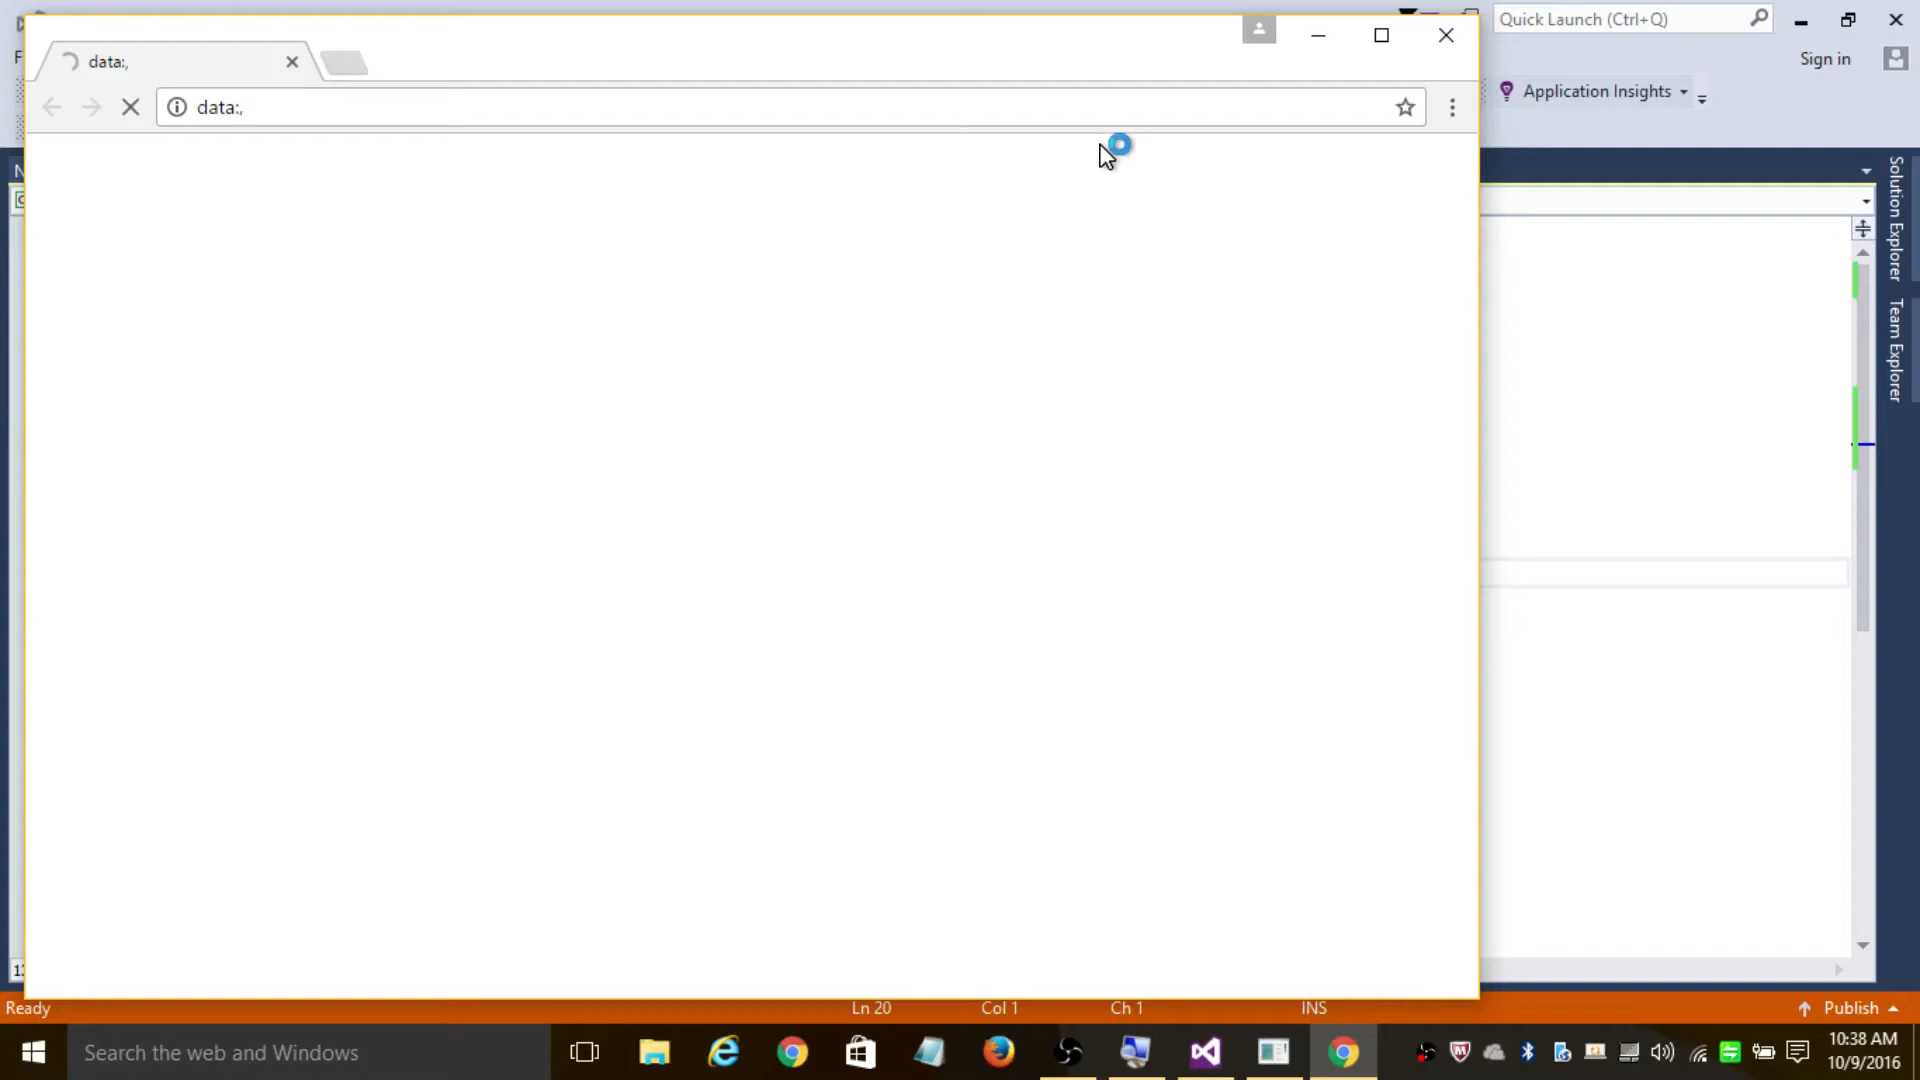 Quick Launch (Ctrl+Q)
Sign in
data:,
data:,
Application Insights
Solution Explorer
Team Explorer
Ready
Ln 20
Col 1
Ch 1
INS
Publish
Search the web and Windows
10:38 AM
10/9/2016